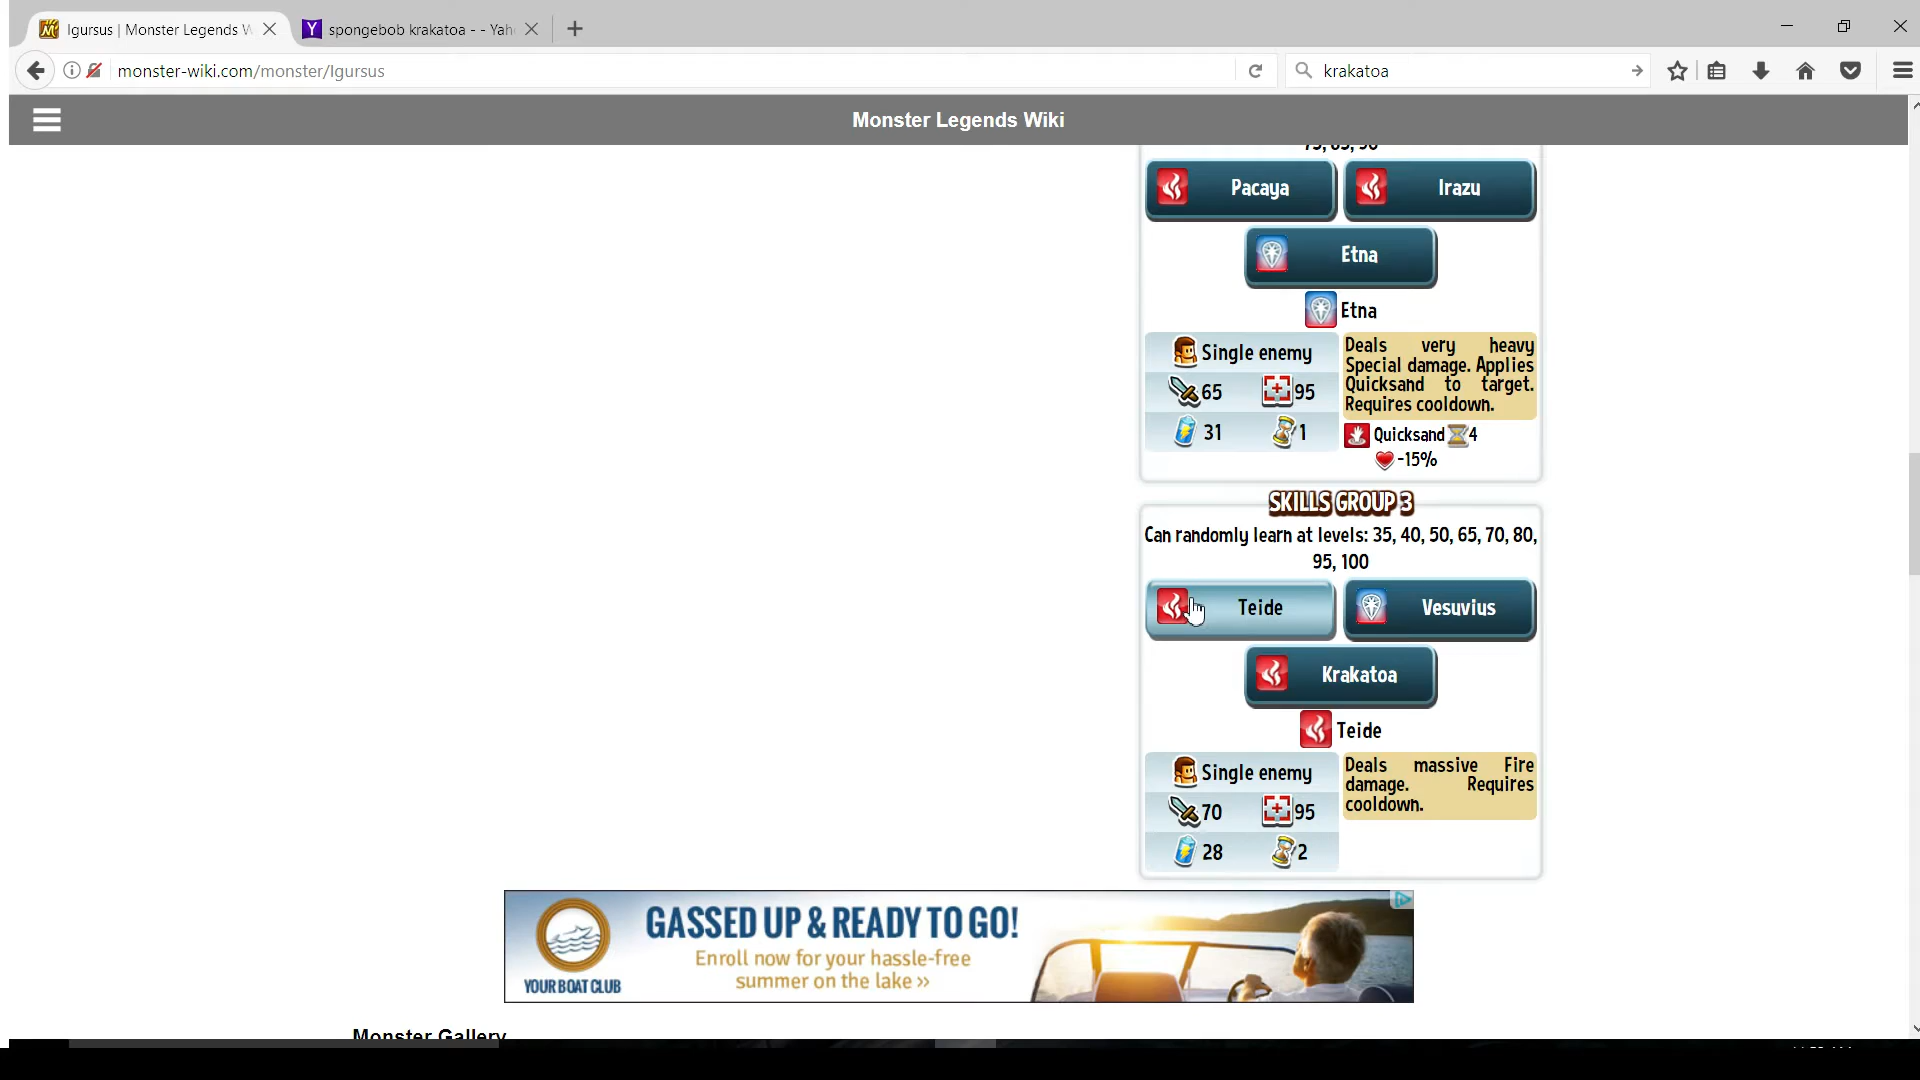 Igursus | Monster Legends W
spongebob krakatoa - - Yah
monster-wiki.com/monster/Igursus
krakatoa
Monster Legends Wiki
75, 85, 90
Pacaya
Irazu
Etna
Etna
Single enemy
65 95
31 1
Deals very heavy
Special damage. Applies
Quicksand to target.
Requires cooldown.
Quicksand 4
-15%
SKILLS GROUP 3
Can randomly learn at levels: 35, 40, 50, 65, 70, 80,
95, 100
Teide
Vesuvius
Krakatoa
Teide
Single enemy
70 95
28 2
Deals massive Fire
damage. Requires
cooldown.
GASSED UP & READY TO GO!
Enroll now for your hassle-free
summer on the lake »
YOUR BOAT CLUB
Monster Gallery